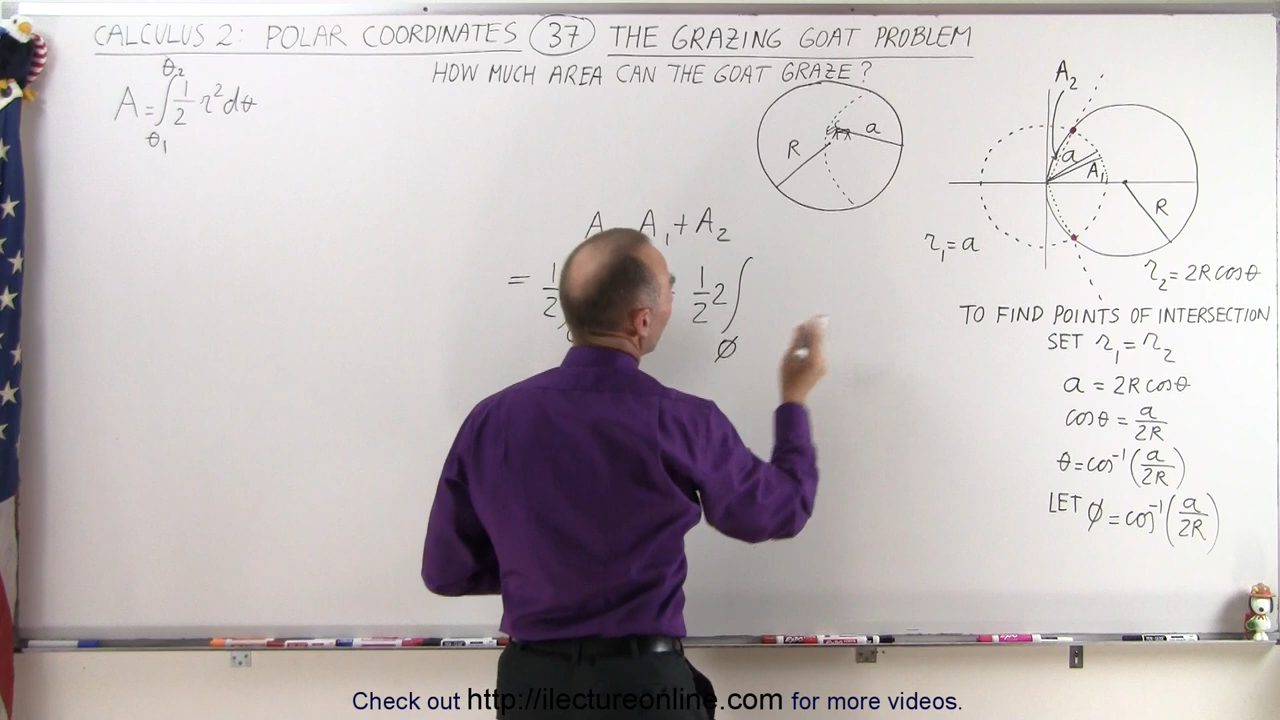 CALCULUS 2: POLAR COORDINATES 37 THE GRAZING GOAT PROBLEM
HOW MUCH AREA CAN THE GOAT GRAZE?
A = ∫θ₁^θ₂ 1/2 r² dθ
R a
A₂
a
A₁
R
r₁ = a
r₂ = 2R cos θ
A A₁ + A₂
= 1/2 1/2 2 ∫ ø
TO FIND POINTS OF INTERSECTION
SET r₁ = r₂
a = 2R cos θ
cos θ = a/2R
θ = cos⁻¹(a/2R)
LET ø = cos⁻¹(a/2R)
Check out http://ilectureonline.com for more videos.